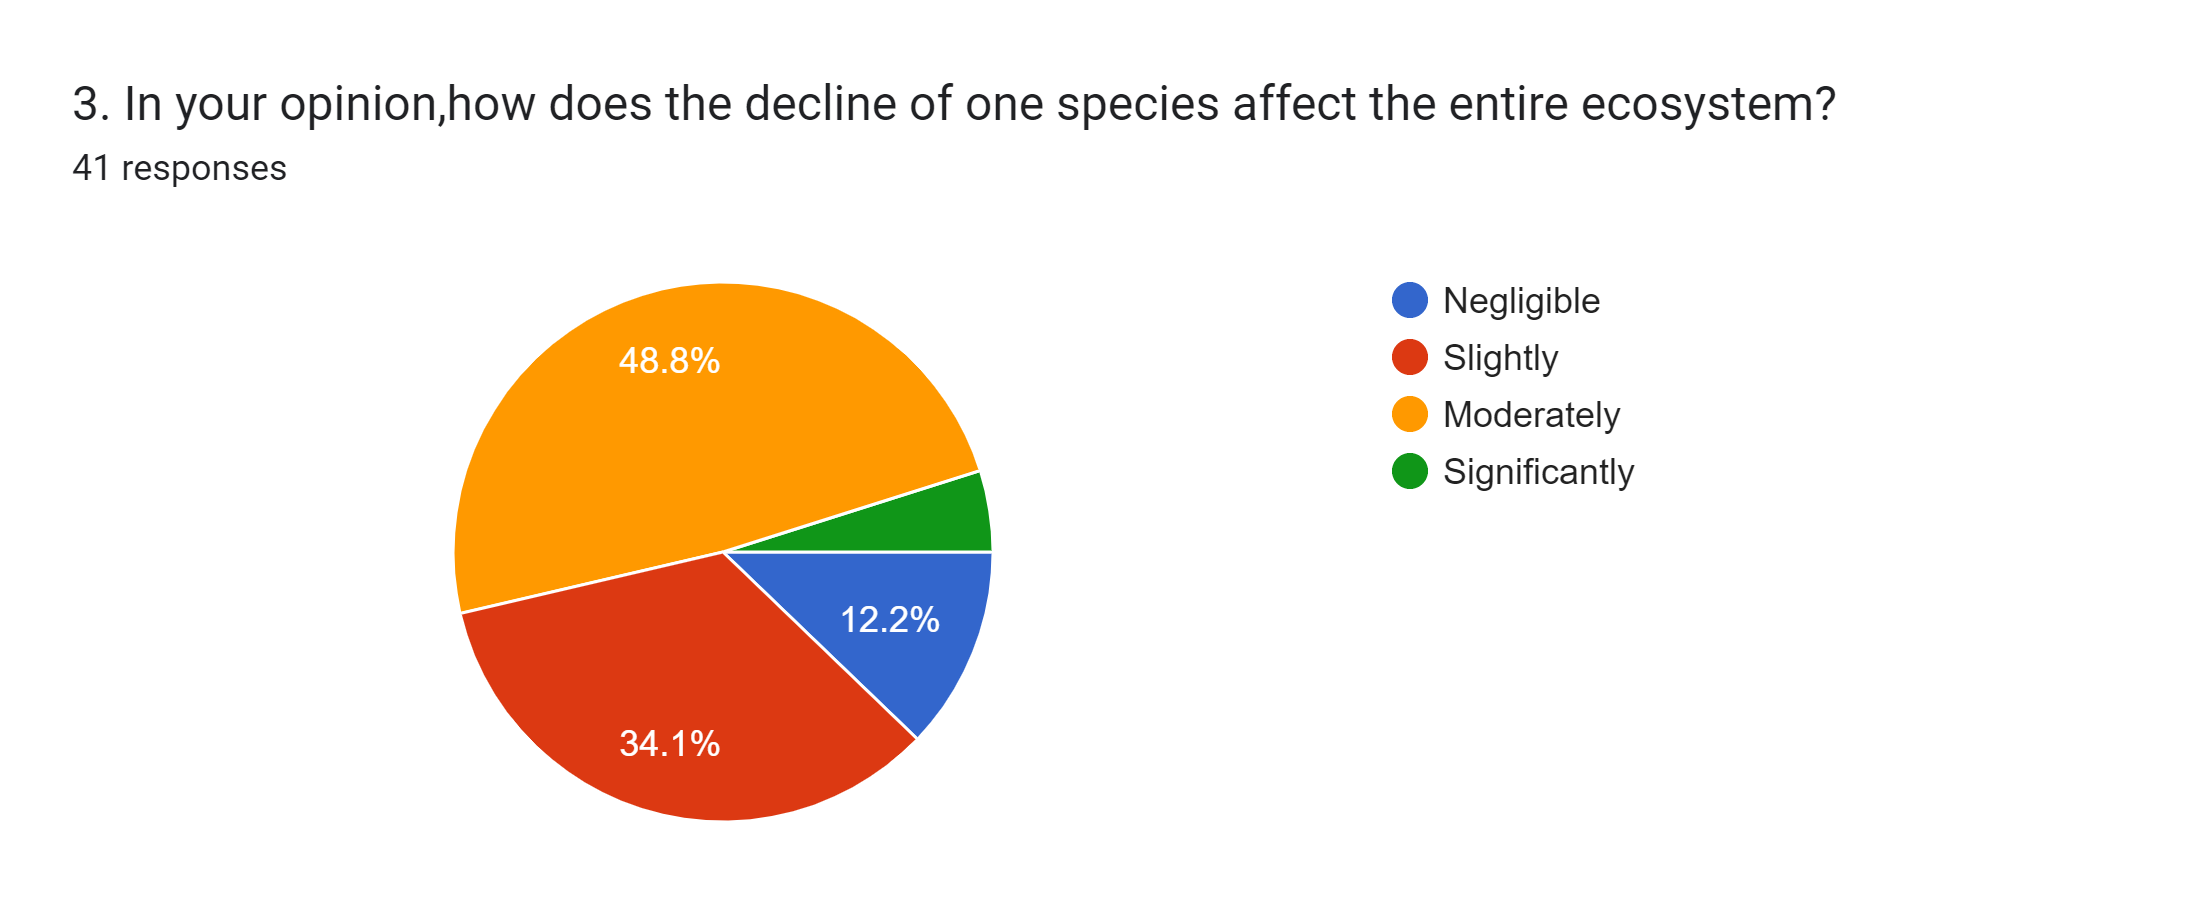 3. In your opinion,how does the decline of one species affect the entire ecosystem?
41 responses
48.8%
12.2%
34.1%
Negligible
Slightly
Moderately
Significantly